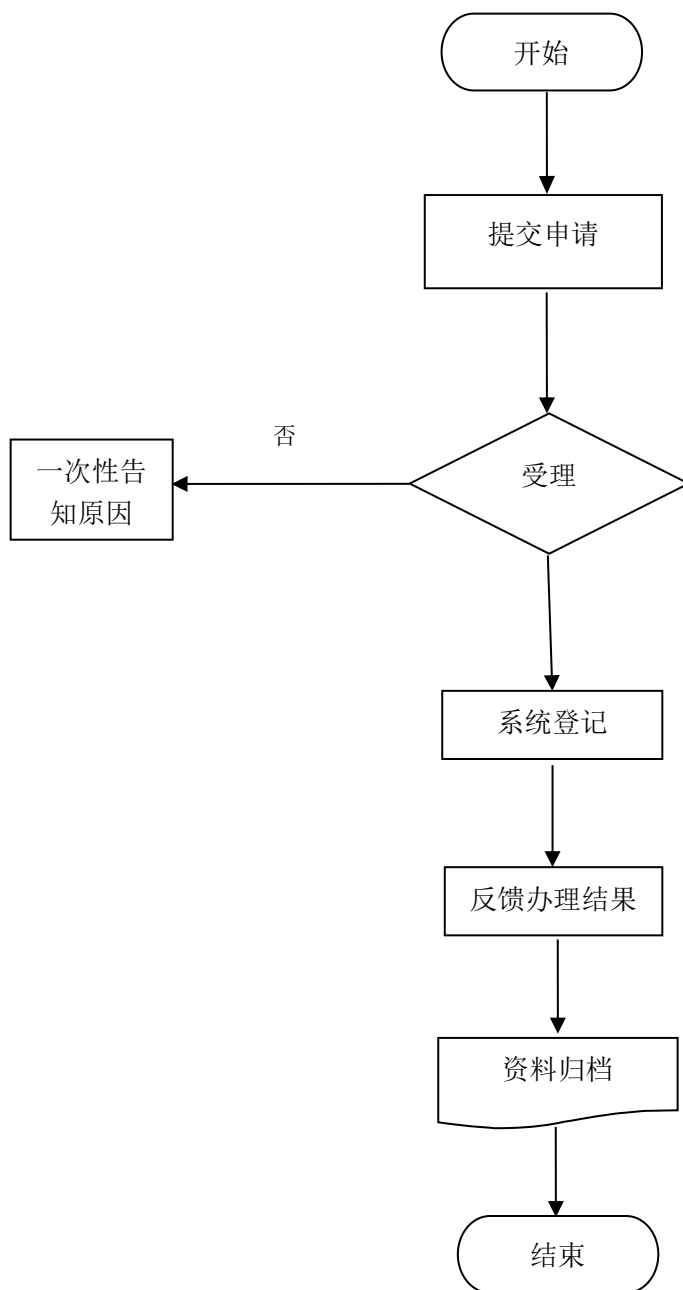 开始
提交申请
否
受理
一次性告
知原因
系统登记
反馈办理结果
资料归档
结束